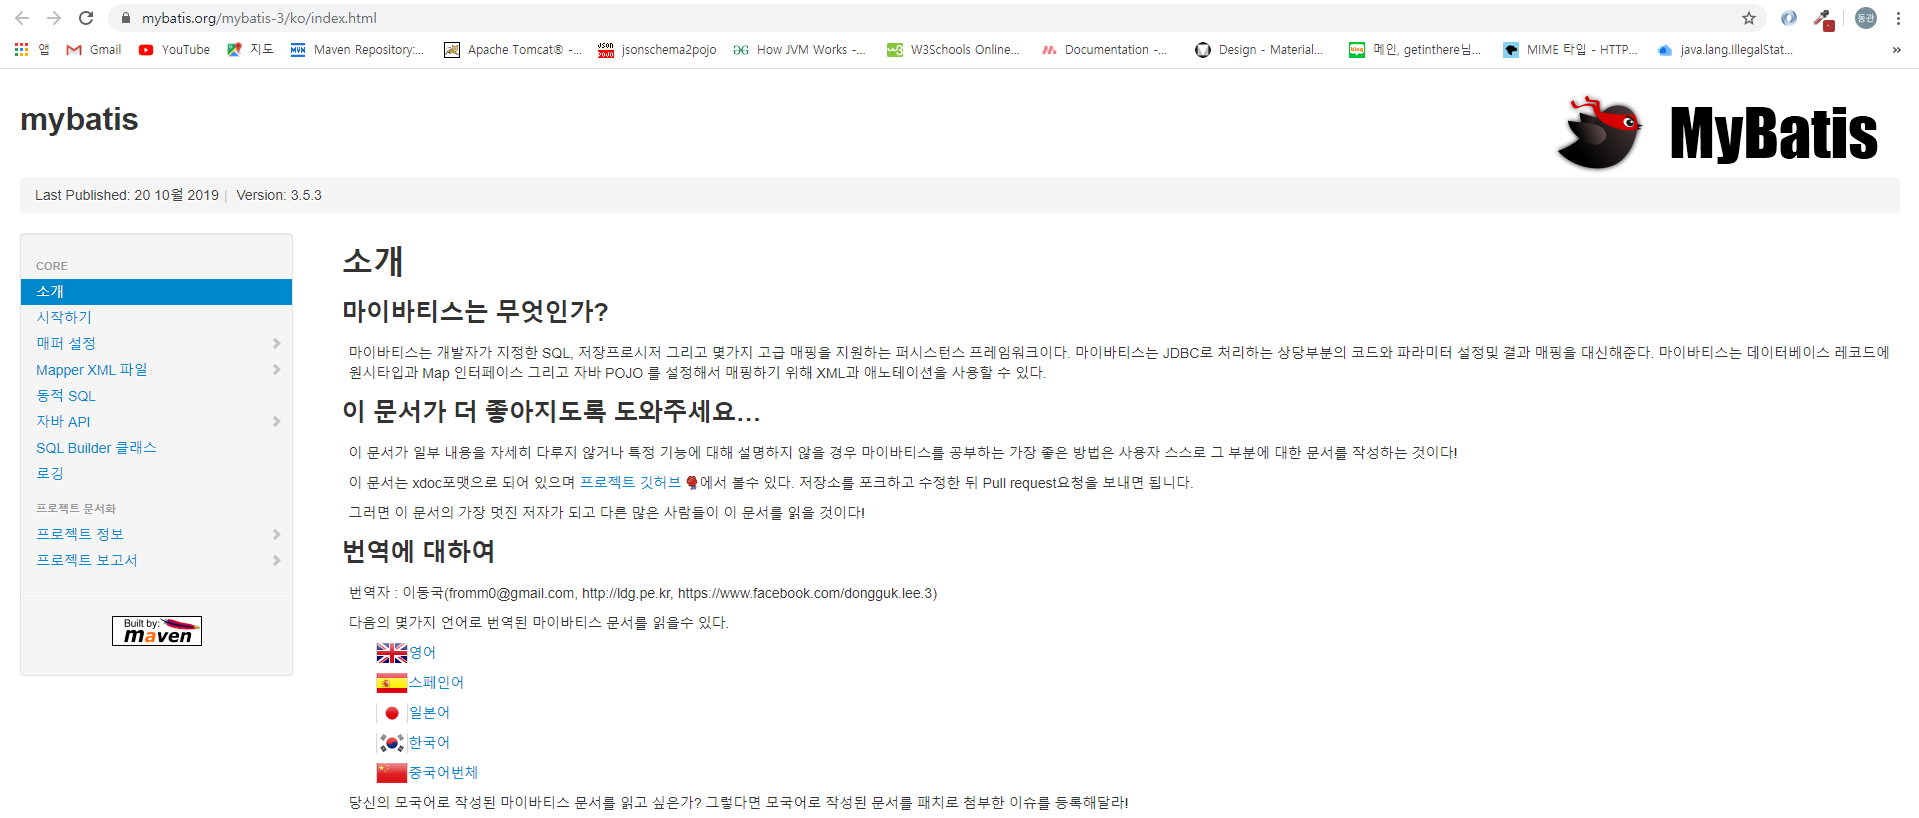 mybatis.org/mybatis-3/ko/index.html
동관
앱 Gmail YouTube 지도 Maven Repository:... Apache Tomcat® -... jsonschema2pojo How JVM Works -... W3Schools Online... Documentation -... Design - Material... 메인, getinthere님... MIME 타입 - HTTP... java.lang.IllegalStat... »
mybatis
MyBatis
Last Published: 20 10월 2019 | Version: 3.5.3
CORE
소개
시작하기
매퍼 설정
Mapper XML 파일
동적 SQL
자바 API
SQL Builder 클래스
로깅
프로젝트 문서화
프로젝트 정보
프로젝트 보고서
Built by:
maven
소개
마이바티스는 무엇인가?
마이바티스는 개발자가 지정한 SQL, 저장프로시저 그리고 몇가지 고급 매핑을 지원하는 퍼시스턴스 프레임워크이다. 마이바티스는 JDBC로 처리하는 상당부분의 코드와 파라미터 설정및 결과 매핑을 대신해준다. 마이바티스는 데이터베이스 레코드에
원시타입과 Map 인터페이스 그리고 자바 POJO 를 설정해서 매핑하기 위해 XML과 애노테이션을 사용할 수 있다.
이 문서가 더 좋아지도록 도와주세요...
이 문서가 일부 내용을 자세히 다루지 않거나 특정 기능에 대해 설명하지 않을 경우 마이바티스를 공부하는 가장 좋은 방법은 사용자 스스로 그 부분에 대한 문서를 작성하는 것이다!
이 문서는 xdoc포맷으로 되어 있으며 프로젝트 깃허브 에서 볼수 있다. 저장소를 포크하고 수정한 뒤 Pull request요청을 보내면 됩니다.
그러면 이 문서의 가장 멋진 저자가 되고 다른 많은 사람들이 이 문서를 읽을 것이다!
번역에 대하여
번역자 : 이동국(fromm0@gmail.com, http://ldg.pe.kr, https://www.facebook.com/dongguk.lee.3)
다음의 몇가지 언어로 번역된 마이바티스 문서를 읽을수 있다.
영어
스페인어
일본어
한국어
중국어번체
당신의 모국어로 작성된 마이바티스 문서를 읽고 싶은가? 그렇다면 모국어로 작성된 문서를 패치로 첨부한 이슈를 등록해달라!